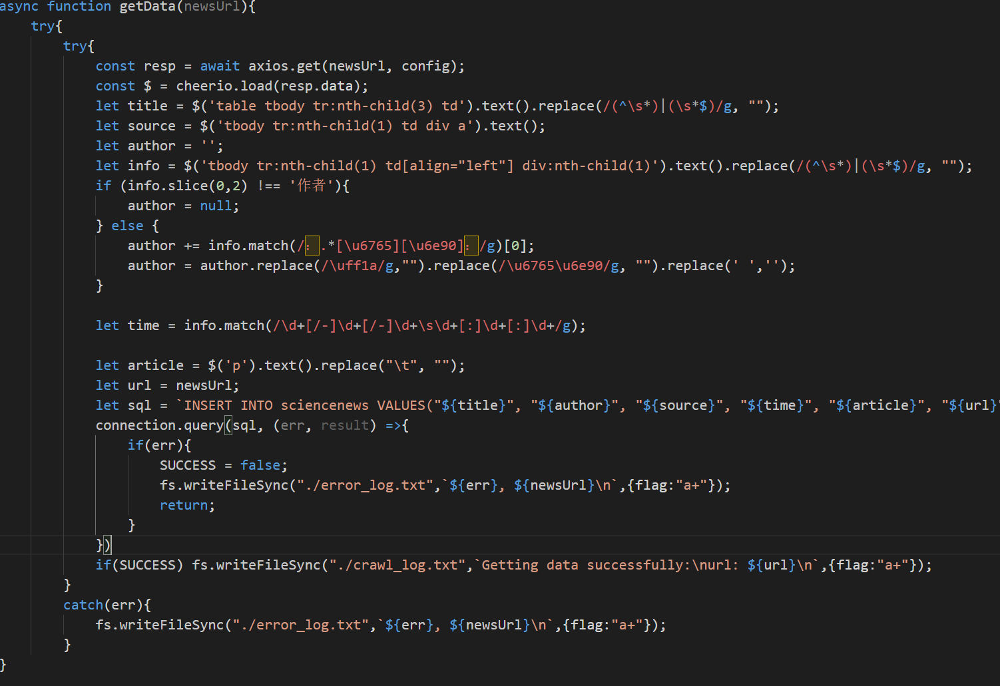 async function getData(newsUrl){
    try{
        try{
            const resp = await axios.get(newsUrl, config);
            const $ = cheerio.load(resp.data);
            let title = $('table tbody tr:nth-child(3) td').text().replace(/(^\s*)|(\s*$)/g, "");
            let source = $('tbody tr:nth-child(1) td div a').text();
            let author = '';
            let info = $('tbody tr:nth-child(1) td[align="left"] div:nth-child(1)').text().replace(/(^\s*)|(\s*$)/g, "");
            if (info.slice(0,2) !== '作者'){
                author = null;
            } else {
                author += info.match(/：.*[\u6765][\u6e90]：/g)[0];
                author = author.replace(/\uff1a/g,"").replace(/\u6765\u6e90/g, "").replace(' ','');
            }
            let time = info.match(/\d+[/-]\d+[/-]\d+\s\d+[:]\d+[:]\d+/g);
            let article = $('p').text().replace("\t", "");
            let url = newsUrl;
            let sql = `INSERT INTO sciencenews VALUES("${title}", "${author}", "${source}", "${time}", "${article}", "${url}"
            connection.query(sql, (err, result) =>{
                if(err){
                    SUCCESS = false;
                    fs.writeFileSync("./error_log.txt",`${err}, ${newsUrl}\n`,{flag:"a+"});
                    return;
                }
            })
            if(SUCCESS) fs.writeFileSync("./crawl_log.txt",`Getting data successfully:\nurl: ${url}\n`,{flag:"a+"});
        }
        catch(err){
            fs.writeFileSync("./error_log.txt",`${err}, ${newsUrl}\n`,{flag:"a+"});
        }
}